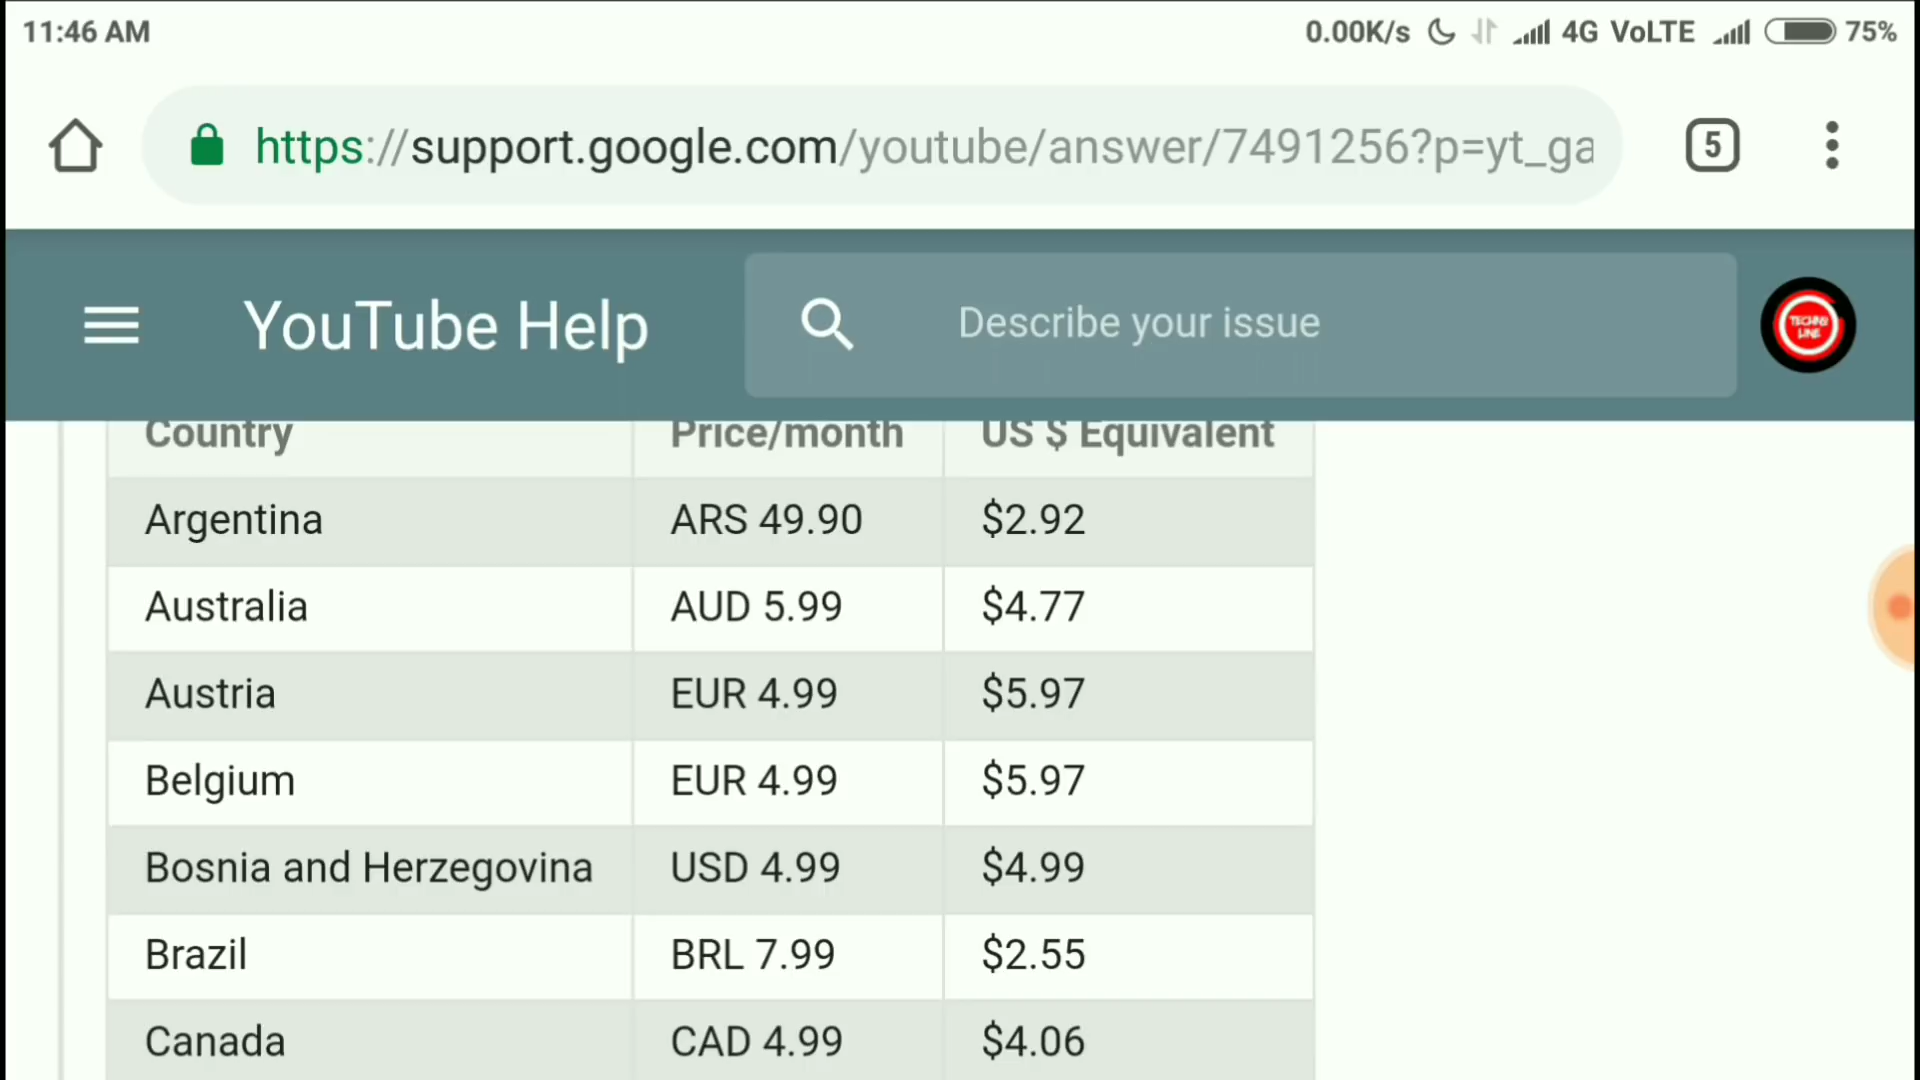 11:46 AM
0.00K/s 4G VoLTE 75%
https://support.google.com/youtube/answer/7491256?p=yt_ga
5
YouTube Help
Describe your issue
TECHNO
LINE
Country Price/month US $ Equivalent
Argentina ARS 49.90 $2.92
Australia AUD 5.99 $4.77
Austria EUR 4.99 $5.97
Belgium EUR 4.99 $5.97
Bosnia and Herzegovina USD 4.99 $4.99
Brazil BRL 7.99 $2.55
Canada CAD 4.99 $4.06